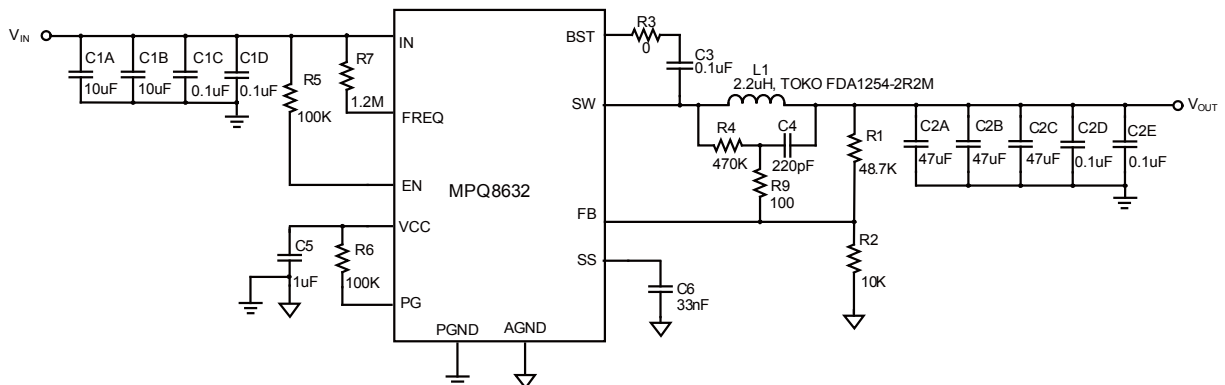 VIN
C1A
10uF
C1B
10uF
C1C
0.1uF
C1D
0.1uF
R5
100K
R7
1.2M
IN
FREQ
EN
VCC
PG
C5
1uF
R6
100K
MPQ8632
PGND
AGND
BST
SW
FB
SS
R3
0
C3
0.1uF
L1
2.2uH, TOKO FDA1254-2R2M
R4
470K
C4
220pF
R9
100
R1
48.7K
R2
10K
C6
33nF
C2A
47uF
C2B
47uF
C2C
47uF
C2D
0.1uF
C2E
0.1uF
VOUT